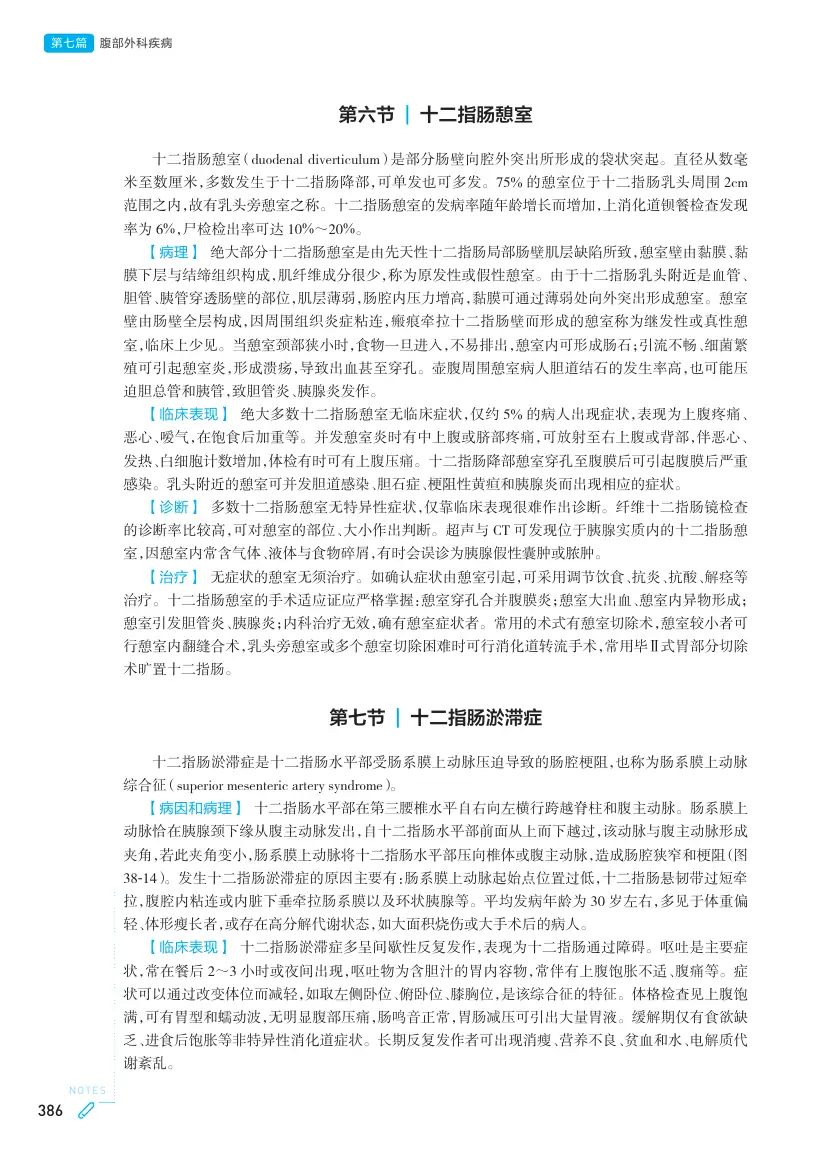 第七篇 腹部外科疾病
第六节 | 十二指肠憩室
十二指肠憩室(duodenal diverticulum)是部分肠壁向腔外突出所形成的袋状突起。直径从数毫
米至数厘米,多数发生于十二指肠降部,可单发也可多发。75% 的憩室位于十二指肠乳头周围 2cm
范围之内,故有乳头旁憩室之称。十二指肠憩室的发病率随年龄增长而增加,上消化道钡餐检查发现
率为 6%,尸检检出率可达 10%～20%。
【病理】 绝大部分十二指肠憩室是由先天性十二指肠局部肠壁肌层缺陷所致,憩室壁由黏膜、黏
膜下层与结缔组织构成,肌纤维成分很少,称为原发性或假性憩室。由于十二指肠乳头附近是血管、
胆管、胰管穿透肠壁的部位,肌层薄弱,肠腔内压力增高,黏膜可通过薄弱处向外突出形成憩室。憩室
壁由肠壁全层构成,因周围组织炎症粘连,瘢痕牵拉十二指肠壁而形成的憩室称为继发性或真性憩
室,临床上少见。当憩室颈部狭小时,食物一旦进入,不易排出,憩室内可形成肠石;引流不畅、细菌繁
殖可引起憩室炎,形成溃疡,导致出血甚至穿孔。壶腹周围憩室病人胆道结石的发生率高,也可能压
迫胆总管和胰管,致胆管炎、胰腺炎发作。
【临床表现】 绝大多数十二指肠憩室无临床症状,仅约 5% 的病人出现症状,表现为上腹疼痛、
恶心、嗳气,在饱食后加重等。并发憩室炎时有中上腹或脐部疼痛,可放射至右上腹或背部,伴恶心、
发热、白细胞计数增加,体检有时可有上腹压痛。十二指肠降部憩室穿孔至腹膜后可引起腹膜后严重
感染。乳头附近的憩室可并发胆道感染、胆石症、梗阻性黄疸和胰腺炎而出现相应的症状。
【诊断】 多数十二指肠憩室无特异性症状,仅靠临床表现很难作出诊断。纤维十二指肠镜检查
的诊断率比较高,可对憩室的部位、大小作出判断。超声与 CT 可发现位于胰腺实质内的十二指肠憩
室,因憩室内常含气体、液体与食物碎屑,有时会误诊为胰腺假性囊肿或脓肿。
【治疗】 无症状的憩室无须治疗。如确认症状由憩室引起,可采用调节饮食、抗炎、抗酸、解痉等
治疗。十二指肠憩室的手术适应证应严格掌握:憩室穿孔合并腹膜炎;憩室大出血、憩室内异物形成;
憩室引发胆管炎、胰腺炎;内科治疗无效,确有憩室症状者。常用的术式有憩室切除术,憩室较小者可
行憩室内翻缝合术,乳头旁憩室或多个憩室切除困难时可行消化道转流手术,常用毕Ⅱ式胃部分切除
术旷置十二指肠。
第七节 | 十二指肠淤滞症
十二指肠淤滞症是十二指肠水平部受肠系膜上动脉压迫导致的肠腔梗阻,也称为肠系膜上动脉
综合征(superior mesenteric artery syndrome)。
【病因和病理】 十二指肠水平部在第三腰椎水平自右向左横行跨越脊柱和腹主动脉。肠系膜上
动脉恰在胰腺颈下缘从腹主动脉发出,自十二指肠水平部前面从上而下越过,该动脉与腹主动脉形成
夹角,若此夹角变小,肠系膜上动脉将十二指肠水平部压向椎体或腹主动脉,造成肠腔狭窄和梗阻(图
38-14)。发生十二指肠淤滞症的原因主要有:肠系膜上动脉起始点位置过低,十二指肠悬韧带过短牵
拉,腹腔内粘连或内脏下垂牵拉肠系膜以及环状胰腺等。平均发病年龄为 30 岁左右,多见于体重偏
轻、体形瘦长者,或存在高分解代谢状态,如大面积烧伤或大手术后的病人。
【临床表现】 十二指肠淤滞症多呈间歇性反复发作,表现为十二指肠通过障碍。呕吐是主要症
状,常在餐后 2～3 小时或夜间出现,呕吐物为含胆汁的胃内容物,常伴有上腹饱胀不适、腹痛等。症
状可以通过改变体位而减轻,如取左侧卧位、俯卧位、膝胸位,是该综合征的特征。体格检查见上腹饱
满,可有胃型和蠕动波,无明显腹部压痛,肠鸣音正常,胃肠减压可引出大量胃液。缓解期仅有食欲缺
乏、进食后饱胀等非特异性消化道症状。长期反复发作者可出现消瘦、营养不良、贫血和水、电解质代
谢紊乱。
NOTES
386